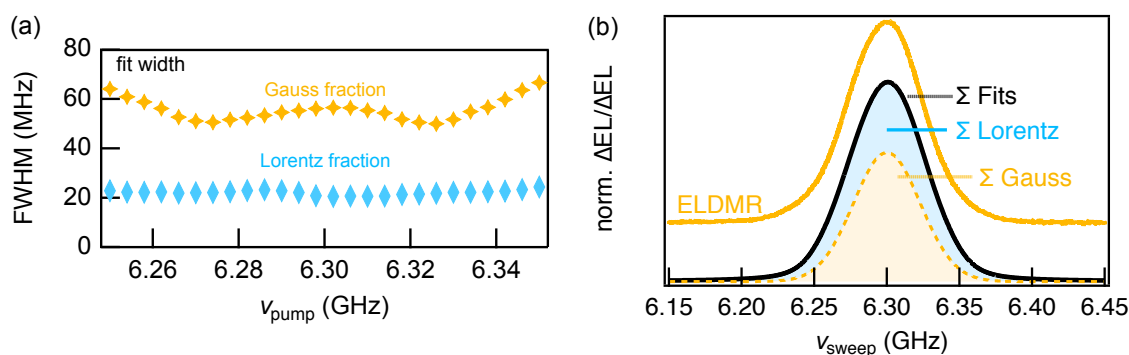 (a)
80
60
40
20
0
FWHM (MHz)
fit width
Gauss fraction
Lorentz fraction
6.26
6.28
6.30
6.32
6.34
νpump (GHz)
(b)
norm. ΔEL/ΔEL
ELDMR
Σ Fits
Σ Lorentz
Σ Gauss
6.15
6.20
6.25
6.30
6.35
6.40
6.45
νsweep (GHz)